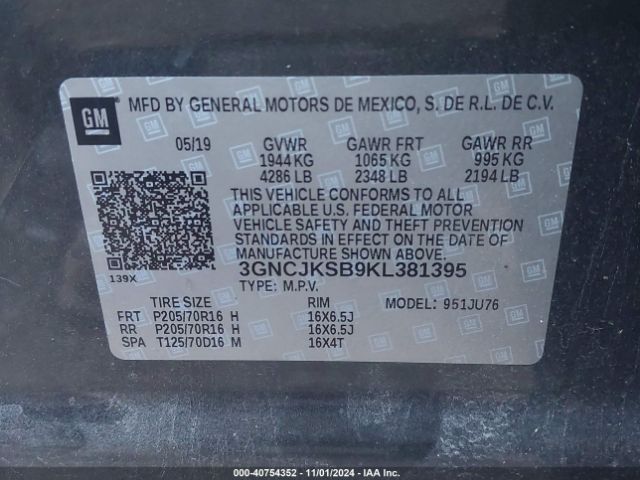 GM
MFD BY GENERAL MOTORS DE MEXICO, S. DE R.L. DE C.V.
05/19 GVWR GAWR FRT GAWR RR
1944 KG 1065 KG 995 KG
4286 LB 2348 LB 2194 LB
THIS VEHICLE CONFORMS TO ALL
APPLICABLE U.S. FEDERAL MOTOR
VEHICLE SAFETY AND THEFT PREVENTION
STANDARDS IN EFFECT ON THE DATE OF
MANUFACTURE SHOWN ABOVE.
139X 3GNCJKSB9KL381395
TYPE: M.P.V.
TIRE SIZE RIM MODEL: 951JU76
FRT P205/70R16 H 16X6.5J
RR P205/70R16 H 16X6.5J
SPA T125/70D16 M 16X4T
000-40754352 - 11/01/2024 - IAA Inc.